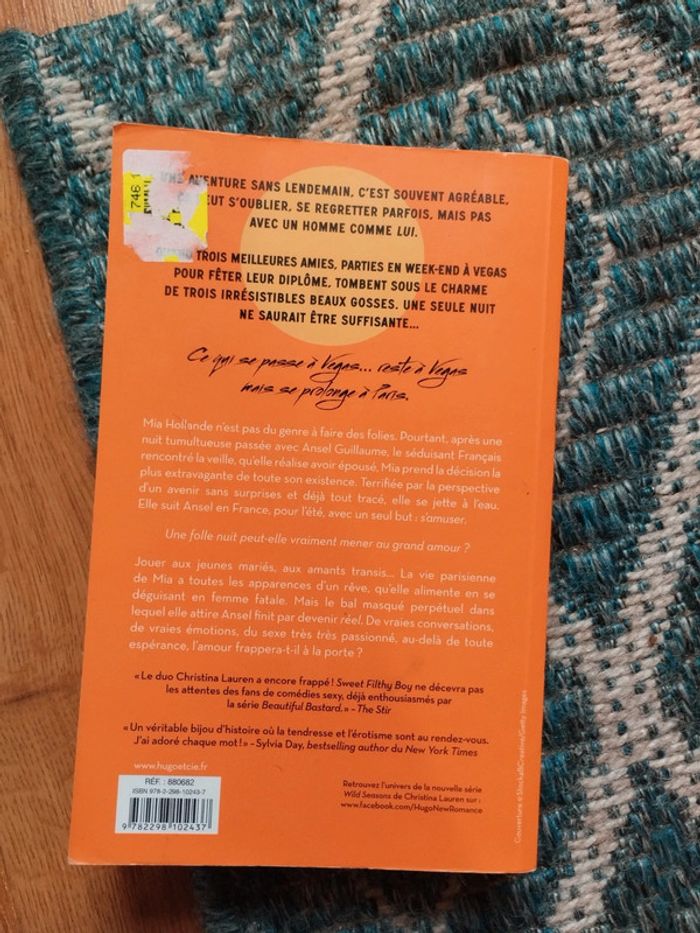 746 1
UNE AVENTURE SANS LENDEMAIN, C'EST SOUVENT AGRÉABLE,
PEUT S'OUBLIER, SE REGRETTER PARFOIS, MAIS PAS
AVEC UN HOMME COMME LUI.
QUAND TROIS MEILLEURES AMIES, PARTIES EN WEEK-END À VEGAS
POUR FÊTER LEUR DIPLÔME, TOMBENT SOUS LE CHARME
DE TROIS IRRÉSISTIBLES BEAUX GOSSES, UNE SEULE NUIT
NE SAURAIT ÊTRE SUFFISANTE...
Ce qui se passe à Vegas... reste à Vegas
mais se prolonge à Paris.
Mia Hollande n'est pas du genre à faire des folies. Pourtant, après une
nuit tumultueuse passée avec Ansel Guillaume, le séduisant Français
rencontré la veille, qu'elle réalise avoir épousé, Mia prend la décision la
plus extravagante de toute son existence. Terrifiée par la perspective
d'un avenir sans surprises et déjà tout tracé, elle se jette à l'eau.
Elle suit Ansel en France, pour l'été, avec un seul but : s'amuser.
Une folle nuit peut-elle vraiment mener au grand amour ?
Jouer aux jeunes mariés, aux amants transis... La vie parisienne
de Mia a toutes les apparences d'un rêve, qu'elle alimente en se
déguisant en femme fatale. Mais le bal masqué perpétuel dans
lequel elle attire Ansel finit par devenir réel. De vraies conversations,
de vraies émotions, du sexe très très passionné, au-delà de toute
espérance, l'amour frappera-t-il à la porte ?
« Le duo Christina Lauren a encore frappé ! Sweet Filthy Boy ne décevra pas
les attentes des fans de comédies sexy, déjà enthousiasmés par
la série Beautiful Bastard. » – The Stir
« Un véritable bijou d'histoire où la tendresse et l'érotisme sont au rendez-vous.
J'ai adoré chaque mot ! » – Sylvia Day, bestselling author du New York Times
www.hugoetcie.fr
RÉF. : 880682
ISBN 978-2-298-10243-7
9 782298 102437
Retrouvez l'univers de la nouvelle série
Wild Seasons de Christina Lauren sur :
www.facebook.com/HugoNewRomance
Couverture ©StockaBCreative/Getty Images